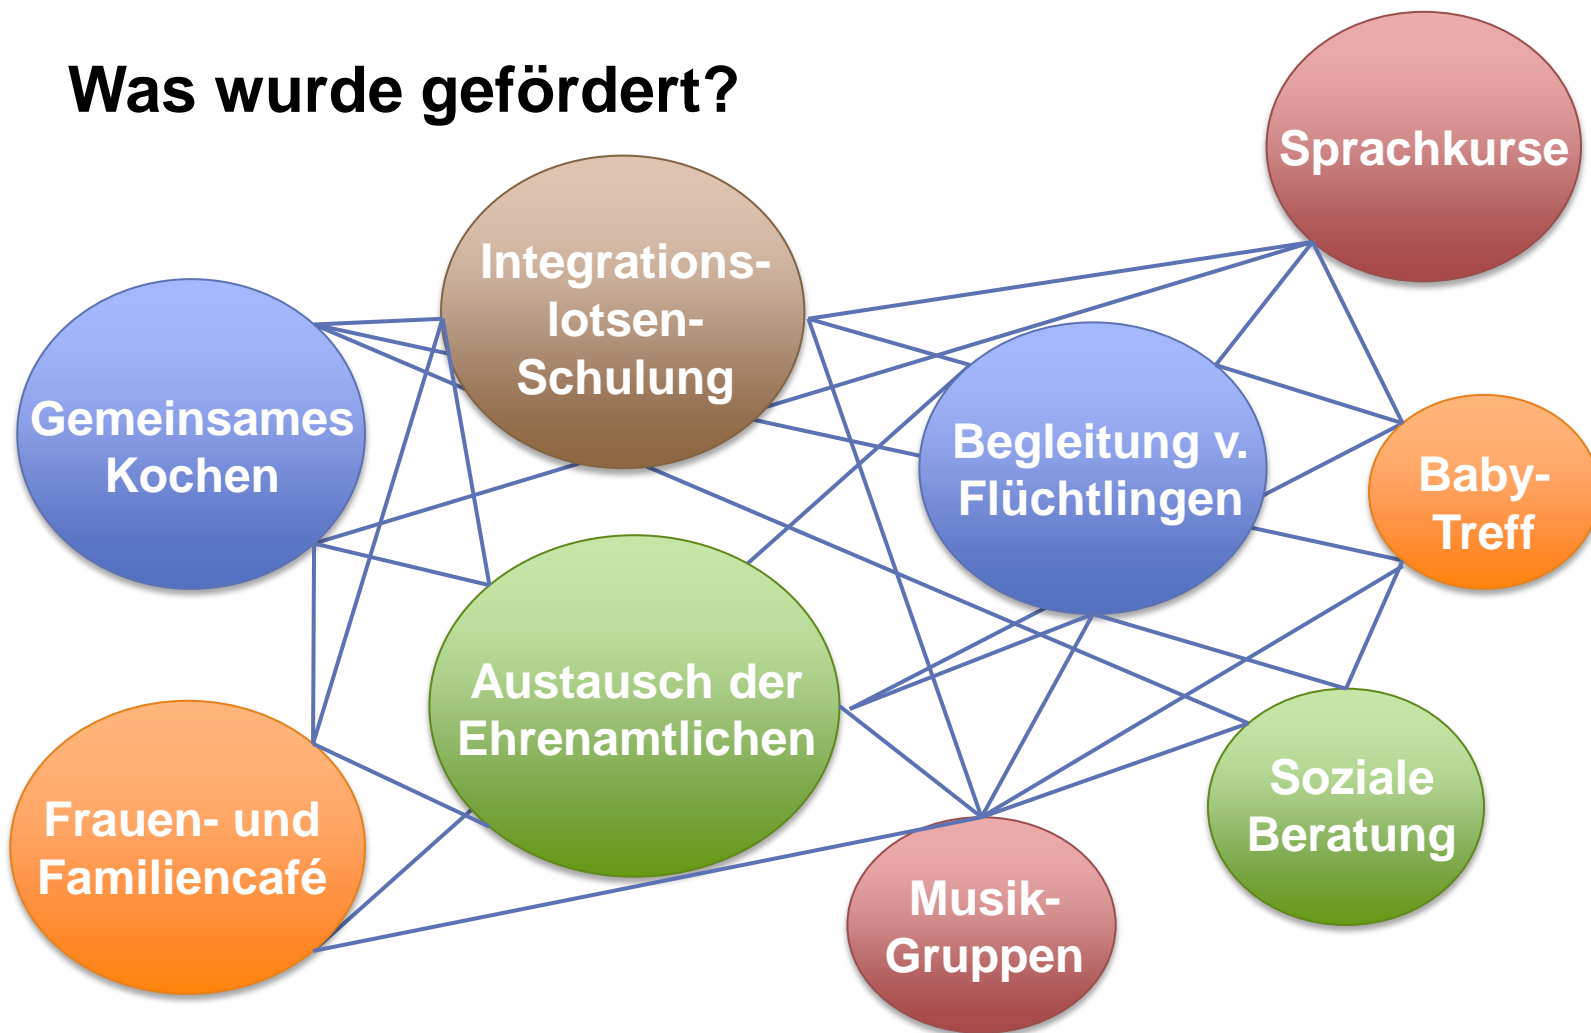 Was wurde gefördert?
Sprachkurse
Integrations-
lotsen-
Schulung
Gemeinsames
Kochen
Begleitung v.
Flüchtlingen
Baby-
Treff
Austausch der
Ehrenamtlichen
Frauen- und
Familiencafé
Soziale
Beratung
Musik-
Gruppen